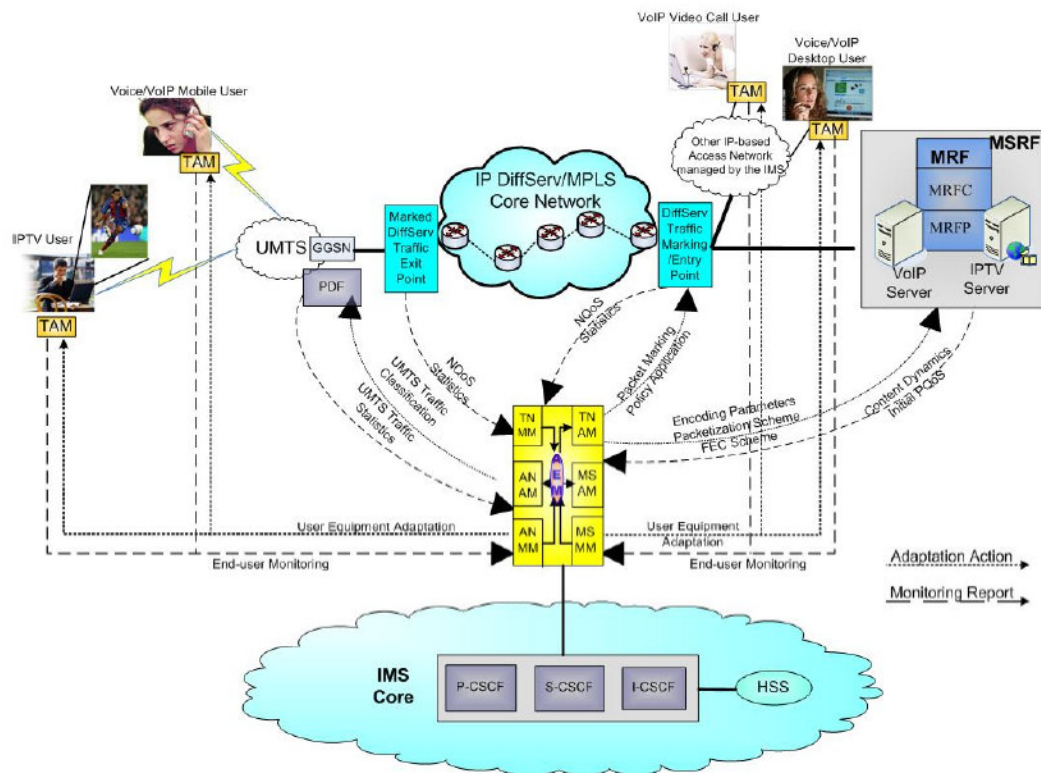 VoIP Video Call User
Voice/VoIP
Desktop User
Voice/VoIP Mobile User
TAM
TAM
TAM
Other IP-based
Access Network
managed by the IMS
MSRF
MRF
MRFC
MRFP
VoIP
Server
IPTV
Server
IP DiffServ/MPLS
Core Network
IPTV User
TAM
UMTS
GGSN
PDF
Marked
DiffServ
Traffic
Exit
Point
DiffServ
Traffic
Marking
/Entry
Point
NQoS
Statistics
NQoS
Statistics
Packet Marking
Policy Application
UMTS Traffic
Classification
UMTS Traffic
Statistics
Encoding Parameters
Packetization Scheme
FEC Scheme
Content Dynamics
Initial PQoS
TN
MM
TN
AM
AN
AM
EM
MS
AM
AN
MM
MS
MM
User Equipment Adaptation
User Equipment
Adaptation
End-user Monitoring
End-user Monitoring
Adaptation Action
Monitoring Report
IMS
Core
P-CSCF
S-CSCF
I-CSCF
HSS